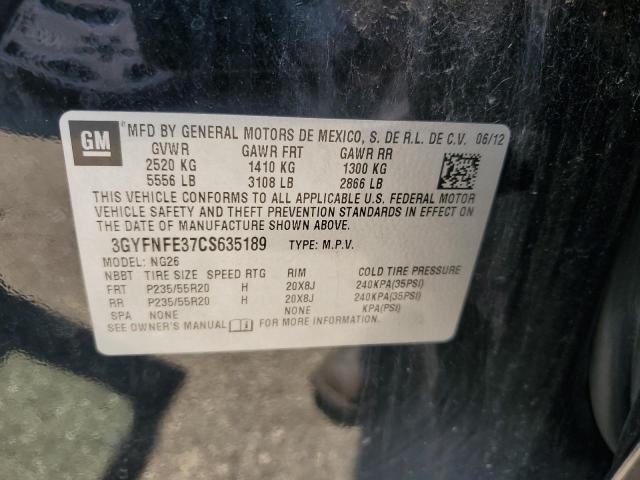 GM ® MFD BY GENERAL MOTORS DE MEXICO, S. DE R.L. DE C.V. 06/12
GVWR GAWR FRT GAWR RR
2520 KG 1410 KG 1300 KG
5556 LB 3108 LB 2866 LB
THIS VEHICLE CONFORMS TO ALL APPLICABLE U.S. FEDERAL MOTOR
VEHICLE SAFETY AND THEFT PREVENTION STANDARDS IN EFFECT ON
THE DATE OF MANUFACTURE SHOWN ABOVE.
3GYFNFE37CS635189 TYPE: M.P.V.
MODEL: NG26
NBBT TIRE SIZE SPEED RTG RIM COLD TIRE PRESSURE
FRT P235/55R20 H 20X8J 240KPA(35PSI)
RR P235/55R20 H 20X8J 240KPA(35PSI)
SPA NONE NONE KPA(PSI)
SEE OWNER'S MANUAL FOR MORE INFORMATION.